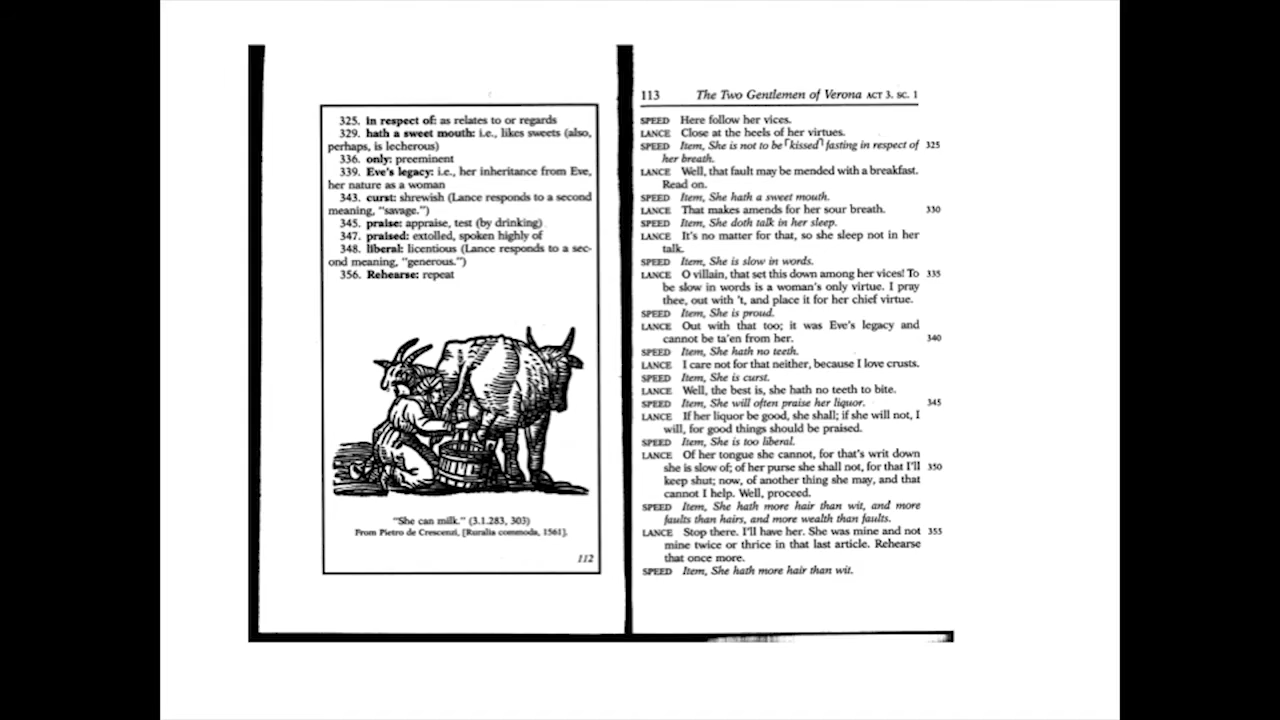 325. in respect of: as relates to or regards
329. hath a sweet mouth: i.e., likes sweets (also,
perhaps, is lecherous)
336. only: preeminent
339. Eve's legacy: i.e., her inheritance from Eve,
her nature as a woman
343. curst: shrewish (Lance responds to a second
meaning, "savage.")
345. praise: appraise, test (by drinking)
347. praised: extolled, spoken highly of
348. liberal: licentious (Lance responds to a sec-
ond meaning, "generous.")
356. Rehearse: repeat
"She can milk." (3.1.283, 303)
From Pietro de Crescenzi, [Ruralia commoda, 1561].
112
113 The Two Gentlemen of Verona ACT 3. SC. 1
SPEED Here follow her vices.
LANCE Close at the heels of her virtues.
SPEED Item, She is not to be ⌜kissed⌝ fasting in respect of 325
her breath.
LANCE Well, that fault may be mended with a breakfast.
Read on.
SPEED Item, She hath a sweet mouth.
LANCE That makes amends for her sour breath. 330
SPEED Item, She doth talk in her sleep.
LANCE It's no matter for that, so she sleep not in her
talk.
SPEED Item, She is slow in words.
LANCE O villain, that set this down among her vices! To 335
be slow in words is a woman's only virtue. I pray
thee, out with 't, and place it for her chief virtue.
SPEED Item, She is proud.
LANCE Out with that too; it was Eve's legacy and
cannot be ta'en from her. 340
SPEED Item, She hath no teeth.
LANCE I care not for that neither, because I love crusts.
SPEED Item, She is curst.
LANCE Well, the best is, she hath no teeth to bite.
SPEED Item, She will often praise her liquor. 345
LANCE If her liquor be good, she shall; if she will not, I
will, for good things should be praised.
SPEED Item, She is too liberal.
LANCE Of her tongue she cannot, for that's writ down
she is slow of; of her purse she shall not, for that I'll 350
keep shut; now, of another thing she may, and that
cannot I help. Well, proceed.
SPEED Item, She hath more hair than wit, and more
faults than hairs, and more wealth than faults.
LANCE Stop there. I'll have her. She was mine and not 355
mine twice or thrice in that last article. Rehearse
that once more.
SPEED Item, She hath more hair than wit.